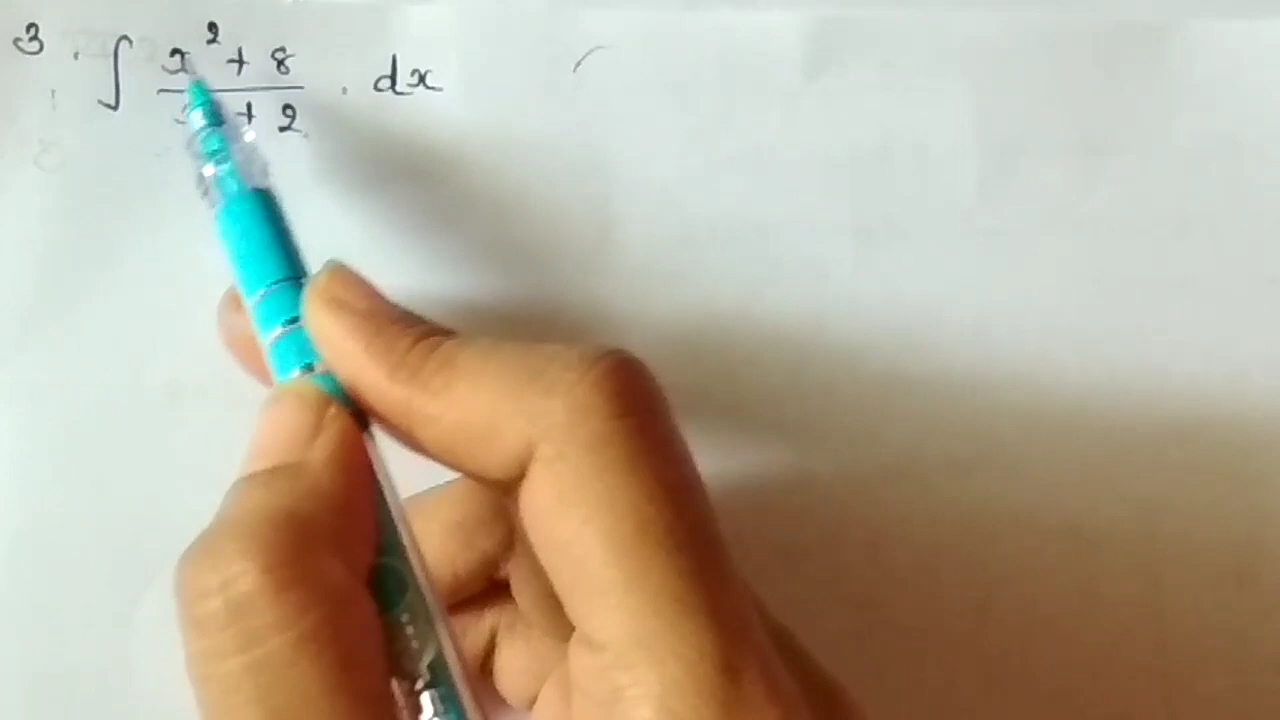 3. ∫ x² + 8 / + 2 . dx